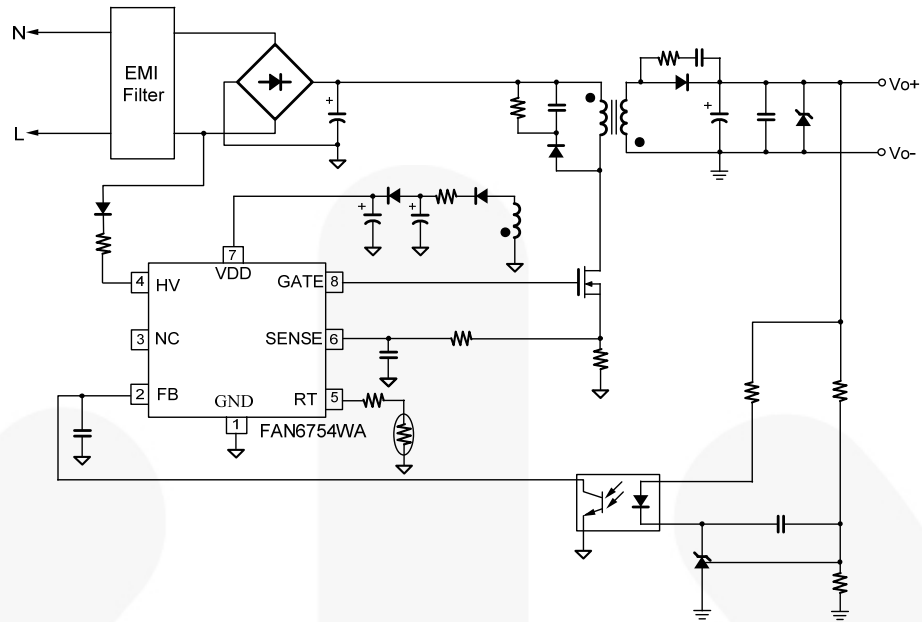 N
EMI
Filter
L
+
+
Vo+
Vo-
+
+
7
VDD
4
HV
GATE
8
3
NC
SENSE
6
2
FB
GND
RT
5
1
FAN6754WA